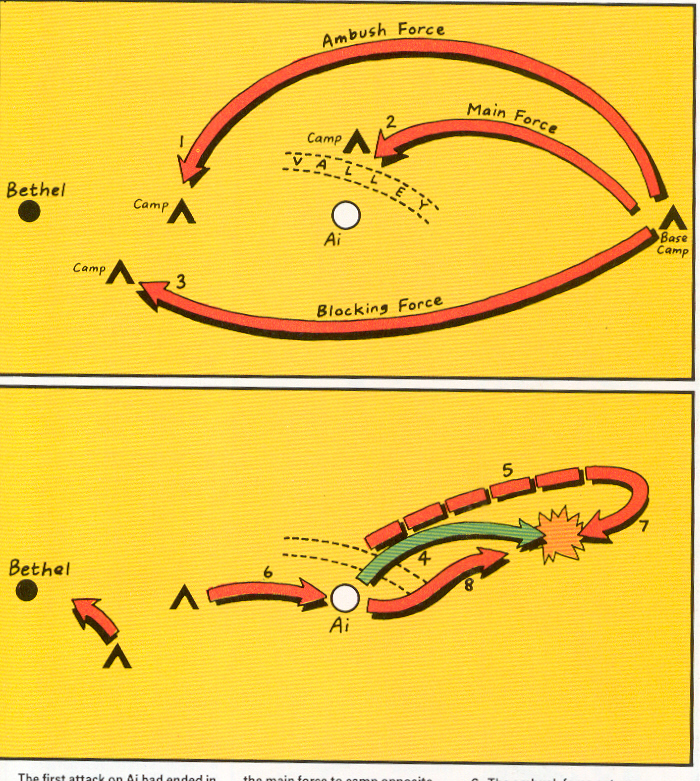 Ambush Force
Main Force
1
2
Camp
VALLEY
Bethel
Camp
Ai
Base
Camp
Camp
3
Blocking Force
5
7
4
Bethel
6
8
Ai
The first attack on Ai had ended in
the main force to camp opposite